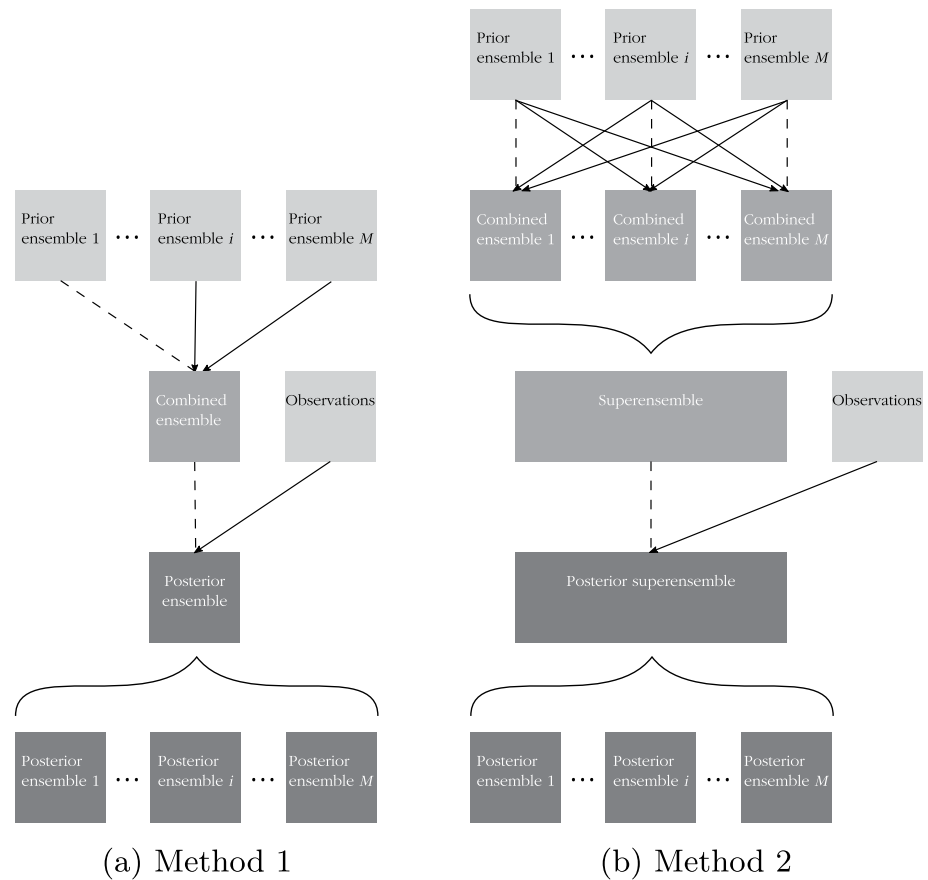 Prior
ensemble 1
...
Prior
ensemble i
...
Prior
ensemble M
Combined
ensemble
Observations
Posterior
ensemble
Posterior
ensemble 1
...
Posterior
ensemble i
...
Posterior
ensemble M
(a) Method 1
Prior
ensemble 1
...
Prior
ensemble i
...
Prior
ensemble M
Combined
ensemble 1
...
Combined
ensemble i
...
Combined
ensemble M
Superensemble
Observations
Posterior superensemble
Posterior
ensemble 1
...
Posterior
ensemble i
...
Posterior
ensemble M
(b) Method 2